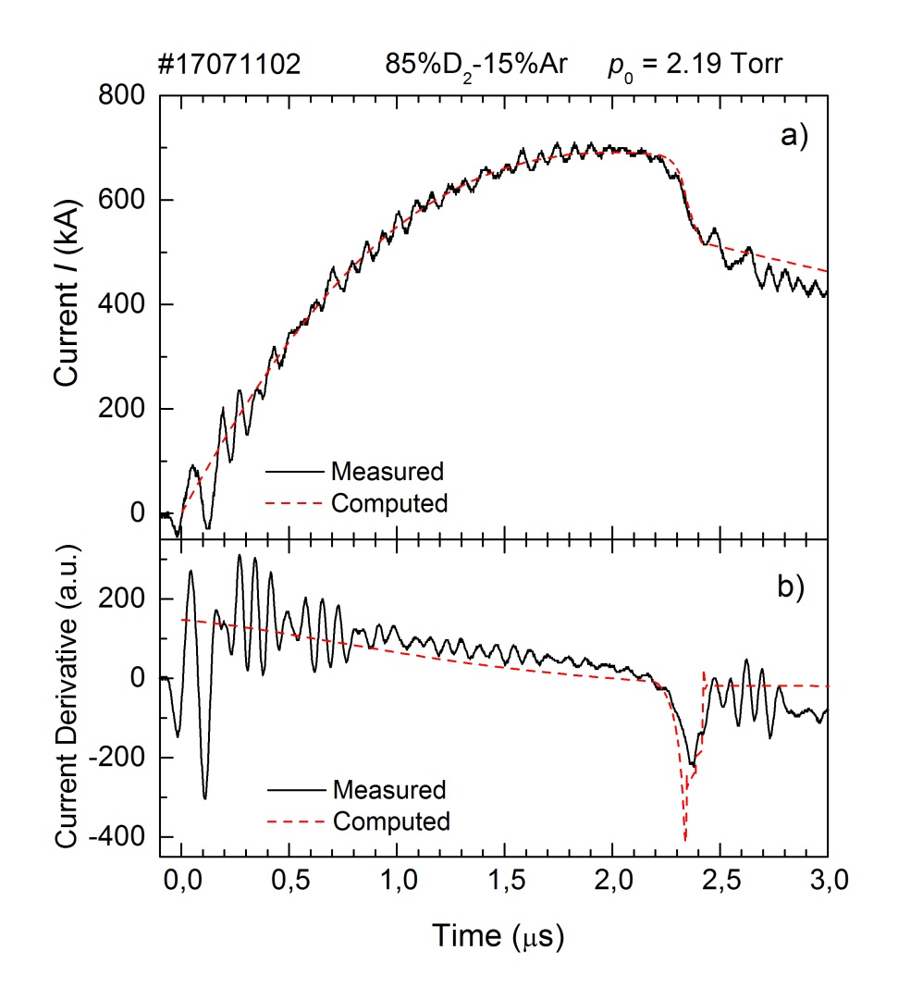 #17071102 85%D₂-15%Ar p₀ = 2.19 Torr
800
600
400
200
0
Current I (kA)
a)
Measured
Computed
200
0
-200
-400
Current Derivative (a.u.)
b)
Measured
Computed
0,0 0,5 1,0 1,5 2,0 2,5 3,0
Time (μs)